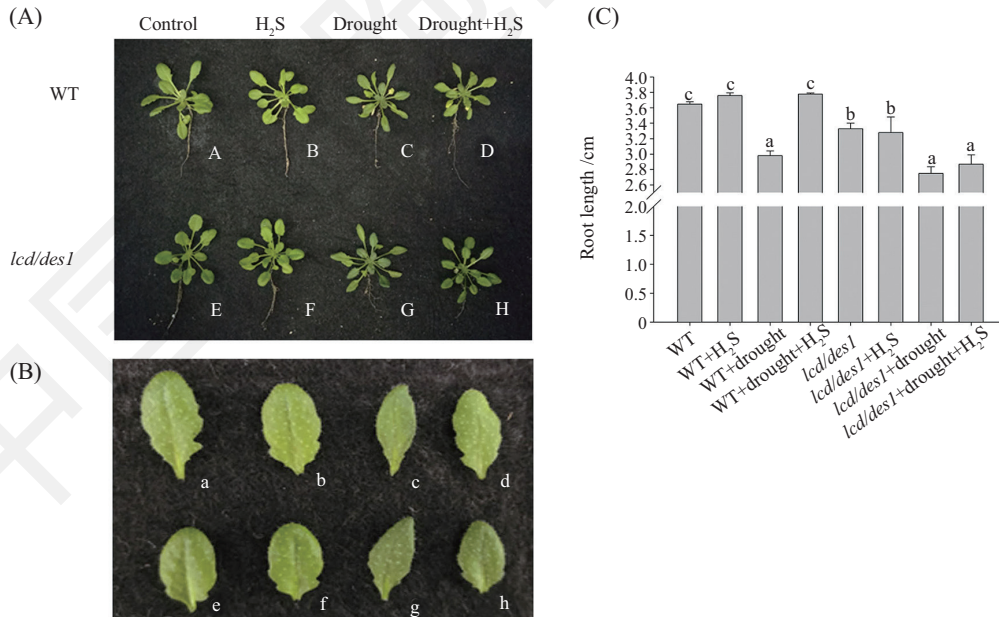 (A)
Control H₂S Drought Drought+H₂S
WT
A B C D
lcd/des1
E F G H
(B)
a b c d
e f g h
(C)
Root length /cm
4.0
3.8
3.6
3.4
3.2
3.0
2.8
2.6
2.0
1.5
1.0
0.5
0
c c a c b b a a
WT
WT+H₂S
WT+drought
WT+drought+H₂S
lcd/des1
lcd/des1+H₂S
lcd/des1+drought
lcd/des1+drought+H₂S